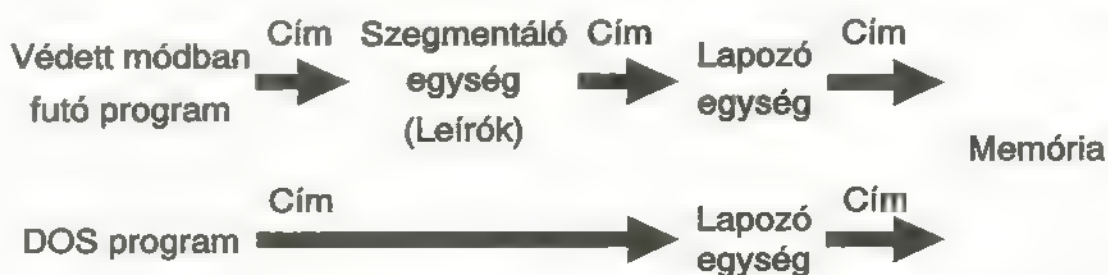 Cím Szegmentáló Cím Cím
Védett módban egység Lapozó
futó program (Leírók) egység
Memória
Cím Cím
DOS program Lapozó
egység